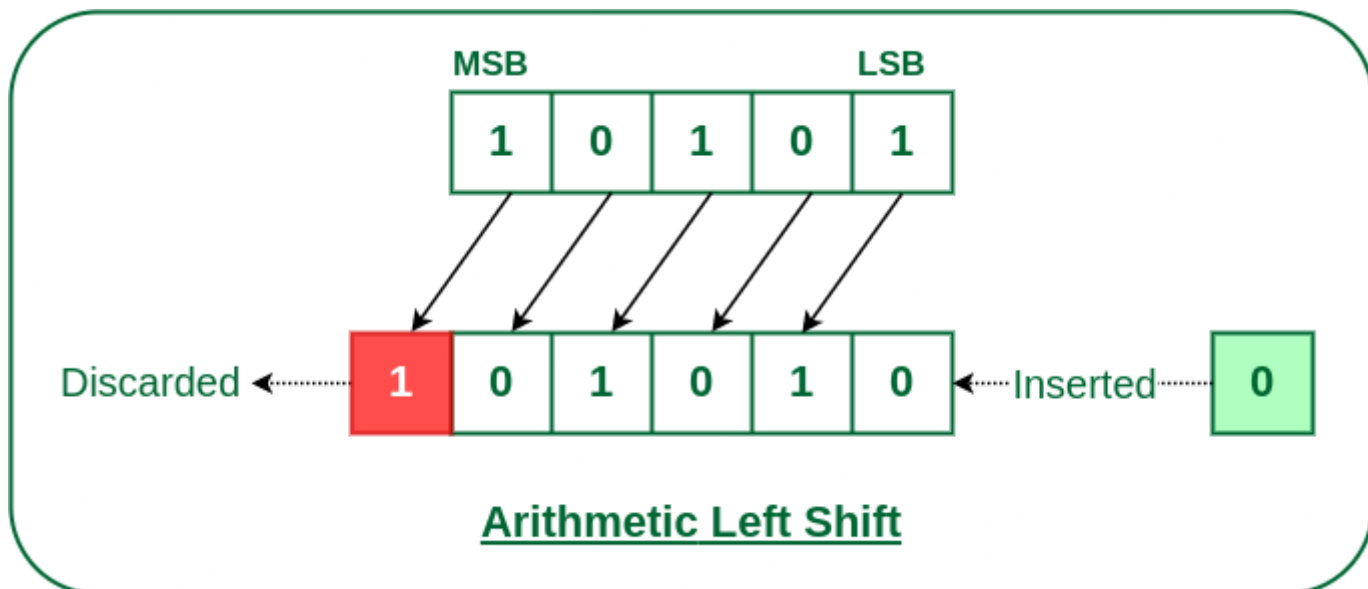 MSB LSB
1 0 1 0 1
Discarded 1 0 1 0 1 0 Inserted 0
Arithmetic Left Shift